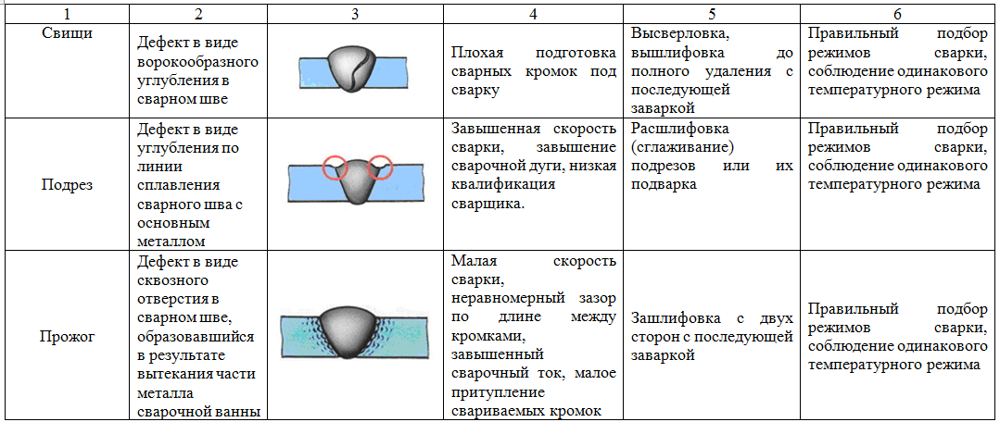 1 2 3 4 5 6
Свищи
Дефект в виде
ворокообразного
углубления в
сварном шве
Плохая подготовка
сварных кромок под
сварку
Высверловка,
вышлифовка до
полного удаления с
последующей
заваркой
Правильный подбор
режимов сварки,
соблюдение одинакового
температурного режима
Подрез
Дефект в виде
углубления по
линии
сплавления
сварного шва с
основным
металлом
Завышенная скорость
сварки, завышение
сварочной дуги, низкая
квалификация
сварщика.
Расшлифовка
(сглаживание)
подрезов или их
подварка
Правильный подбор
режимов сварки,
соблюдение одинакового
температурного режима
Прожог
Дефект в виде
сквозного
отверстия в
сварном шве,
образовавшийся
в результате
вытекания части
металла
сварочной ванны
Малая скорость
сварки,
неравномерный зазор
по длине между
кромками,
завышенный
сварочный ток, малое
притупление
свариваемых кромок
Зашлифовка с двух
сторон с последующей
заваркой
Правильный подбор
режимов сварки,
соблюдение одинакового
температурного режима